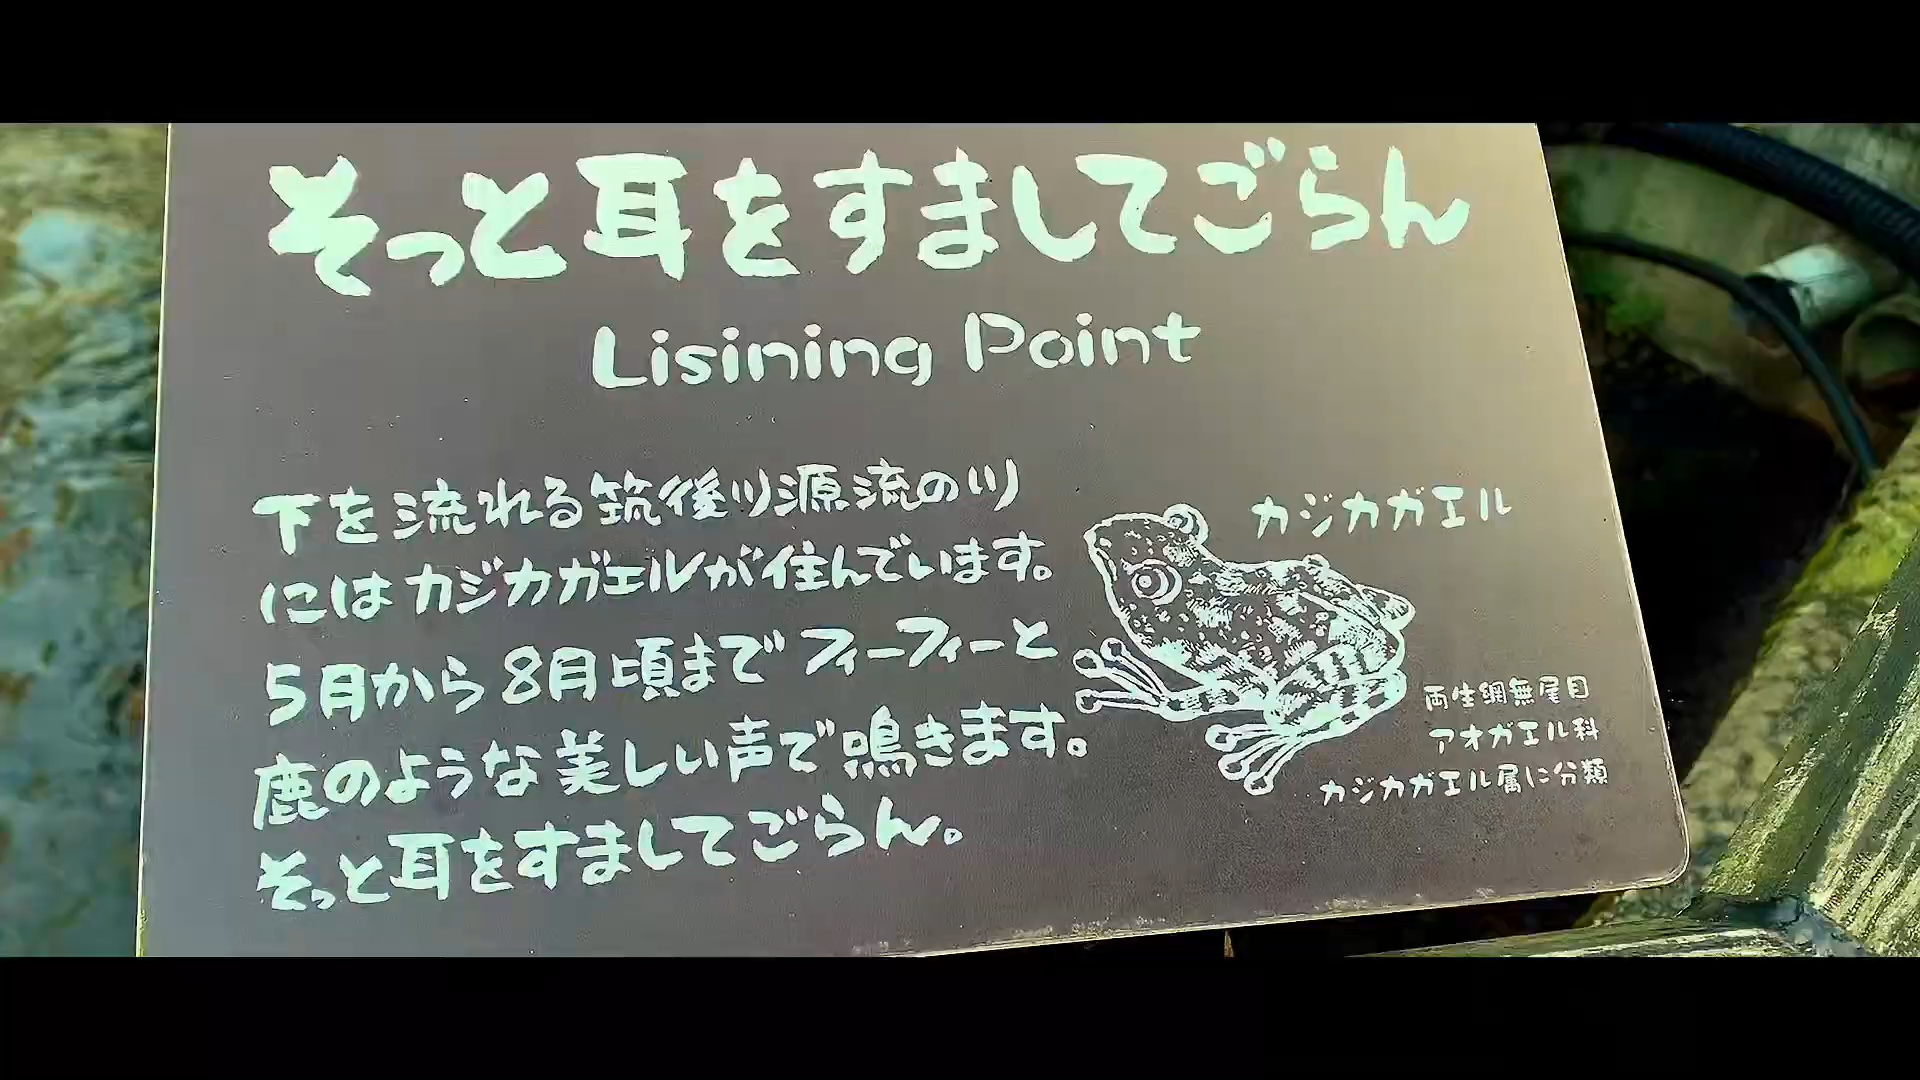 そっと耳をすましてごらん
Lisining Point
下を流れる筑後川源流の川
にはカジカガエルが住んでいます。
5月から8月頃まで フィーフィーと
鹿のような美しい声で鳴きます。
そっと耳をすましてごらん。
カジカガエル
両生綱無尾目
アオガエル科
カジカガエル属に分類